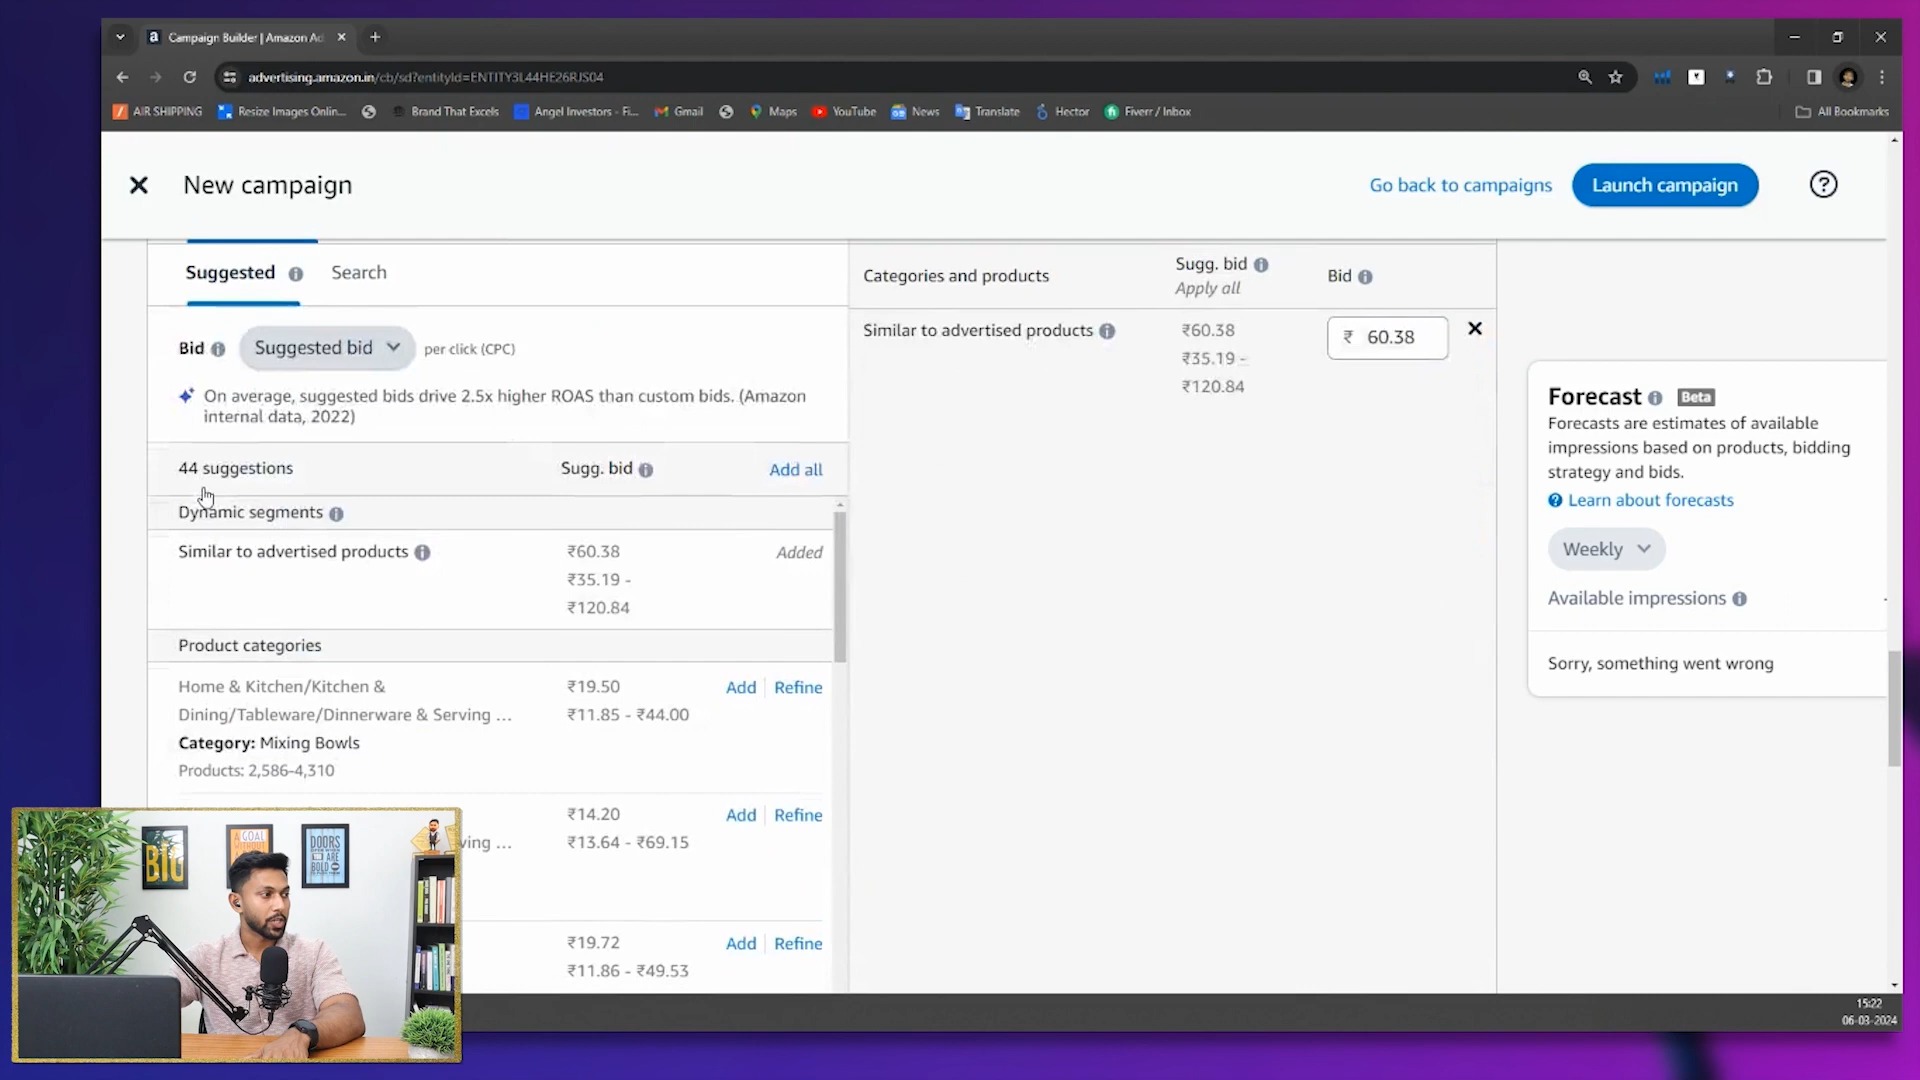 Campaign Builder | Amazon Ad
advertising.amazon.in/cb/sd?entityId=ENTITY3L44HE26RJS04
AIR SHIPPING
Resize Images Onlin...
Brand That Excels
Angel Investors - Fi...
Gmail
Maps
YouTube
News
Translate
Hector
Fiverr / Inbox
All Bookmarks
New campaign
Go back to campaigns
Launch campaign
Suggested
Search
Bid
Suggested bid
per click (CPC)
On average, suggested bids drive 2.5x higher ROAS than custom bids. (Amazon
internal data, 2022)
44 suggestions
Sugg. bid
Add all
Dynamic segments
Similar to advertised products
₹60.38
Added
₹35.19 -
₹120.84
Product categories
Home & Kitchen/Kitchen &
₹19.50
Add
Refine
Dining/Tableware/Dinnerware & Serving ...
₹11.85 - ₹44.00
Category: Mixing Bowls
Products: 2,586-4,310
₹14.20
Add
Refine
ving ...
₹13.64 - ₹69.15
₹19.72
Add
Refine
₹11.86 - ₹49.53
Categories and products
Sugg. bid
Apply all
Bid
Similar to advertised products
₹60.38
₹35.19 -
₹120.84
₹ 60.38
Forecast
Beta
Forecasts are estimates of available
impressions based on products, bidding
strategy and bids.
Learn about forecasts
Weekly
Available impressions
-
Sorry, something went wrong
BIG
A GOAL
WITHOUT
DOORS
ARE
BOLD
15:22
06-03-2024